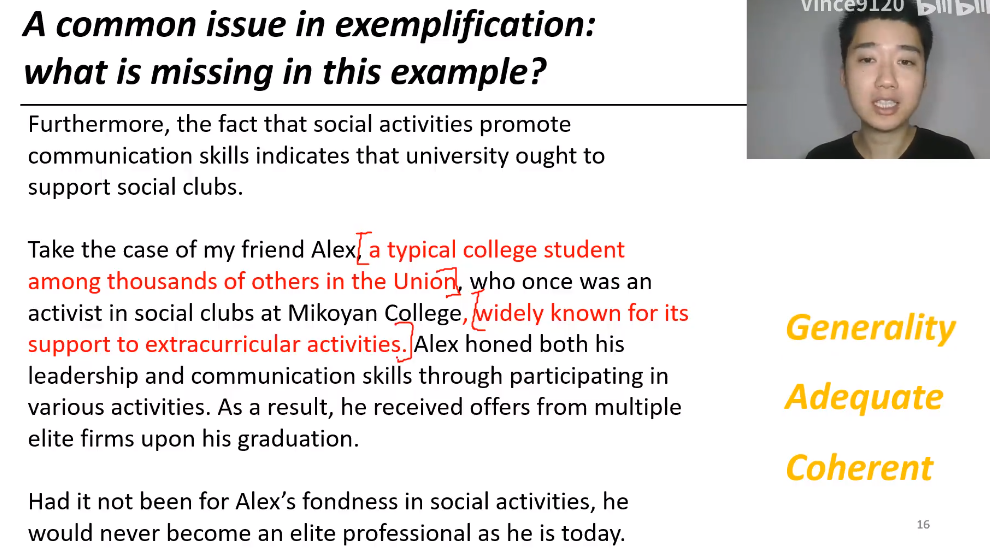 A common issue in exemplification:
what is missing in this example?
vince9120 bilibili
Furthermore, the fact that social activities promote
communication skills indicates that university ought to
support social clubs.
Take the case of my friend Alex, a typical college student
among thousands of others in the Union, who once was an
activist in social clubs at Mikoyan College, widely known for its
support to extracurricular activities. Alex honed both his
leadership and communication skills through participating in
various activities. As a result, he received offers from multiple
elite firms upon his graduation.
Had it not been for Alex’s fondness in social activities, he
would never become an elite professional as he is today.
Generality
Adequate
Coherent
16